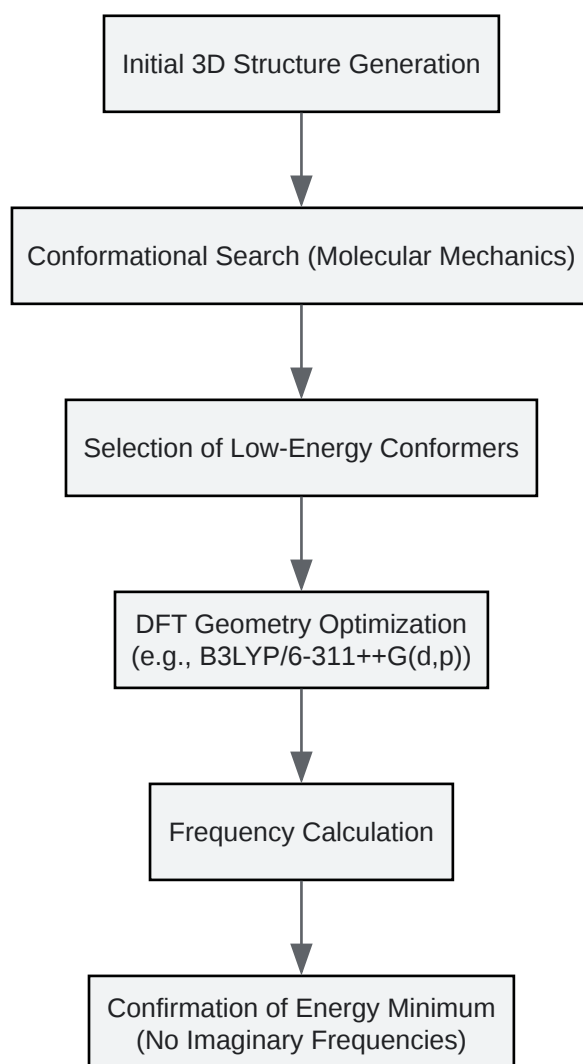 Initial 3D Structure Generation
Conformational Search (Molecular Mechanics)
Selection of Low-Energy Conformers
DFT Geometry Optimization
(e.g., B3LYP/6-311++G(d,p))
Frequency Calculation
Confirmation of Energy Minimum
(No Imaginary Frequencies)